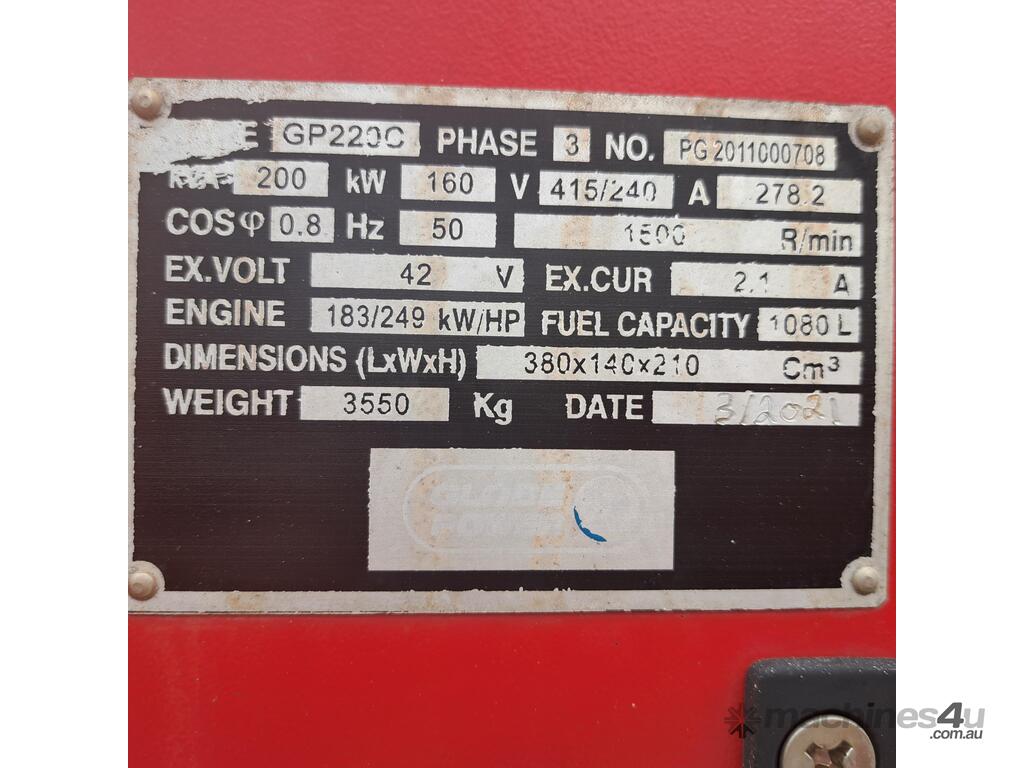 GP220C PHASE 3 NO. PG2011000708
200 kW 160 V 415/240 A 278.2
COSφ 0.8 Hz 50 1500 R/min
EX.VOLT 42 V EX.CUR 2.1 A
ENGINE 183/249 kW/HP FUEL CAPACITY 1080 L
DIMENSIONS (LxWxH) 380x140x210 Cm³
WEIGHT 3550 Kg DATE 3/2021
GLOBE
POWER
machines4u
.com.au